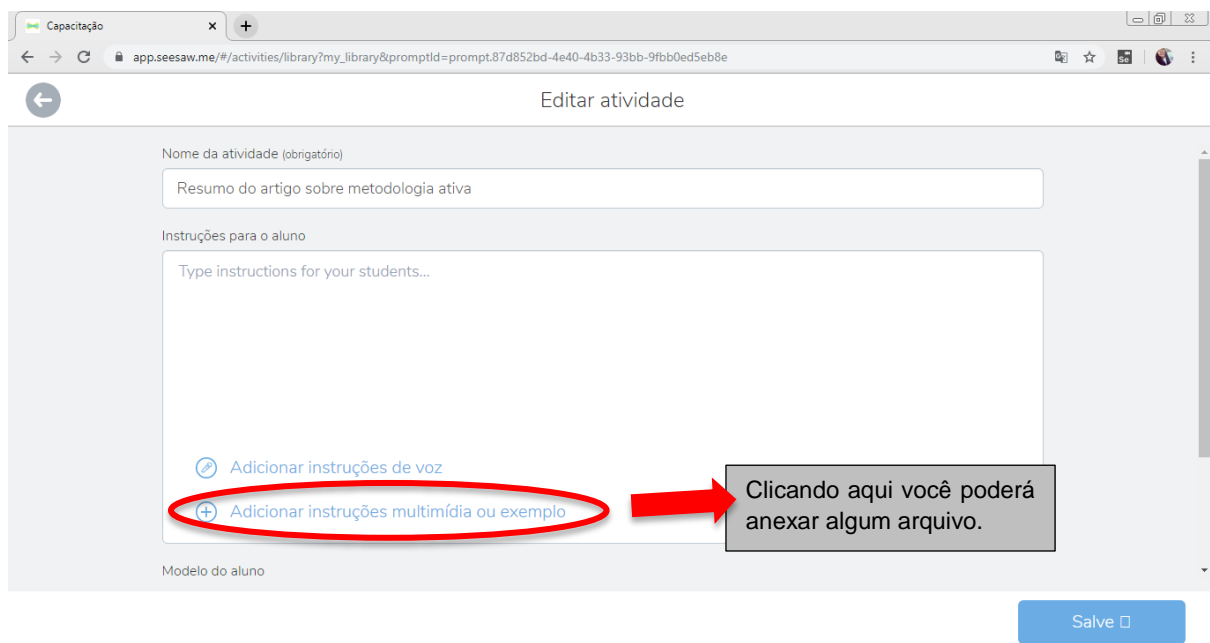 Capacitação
app.seesaw.me/#/activities/library?my_library&promptId=prompt.87d852bd-4e40-4b33-93bb-9fbb0ed5eb8e
Se
Editar atividade
Nome da atividade (obrigatório)
Resumo do artigo sobre metodologia ativa
Instruções para o aluno
Type instructions for your students...
Adicionar instruções de voz
Adicionar instruções multimídia ou exemplo
Clicando aqui você poderá
anexar algum arquivo.
Modelo do aluno
Salve